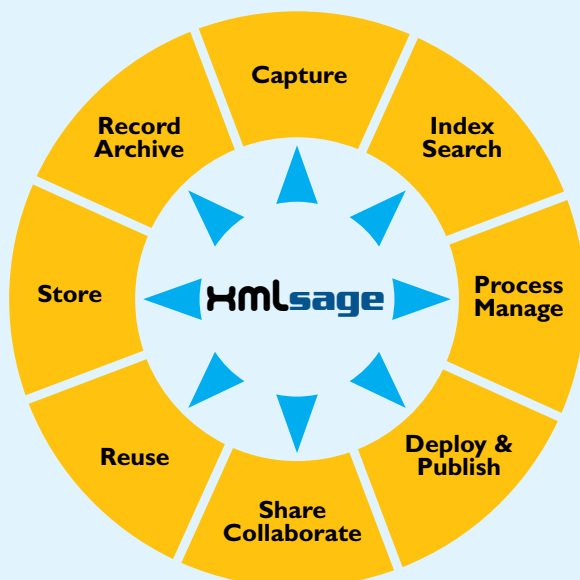 Capture
Index
Search
Process
Manage
Deploy &
Publish
Share
Collaborate
Reuse
Store
Record
Archive
xmlsage